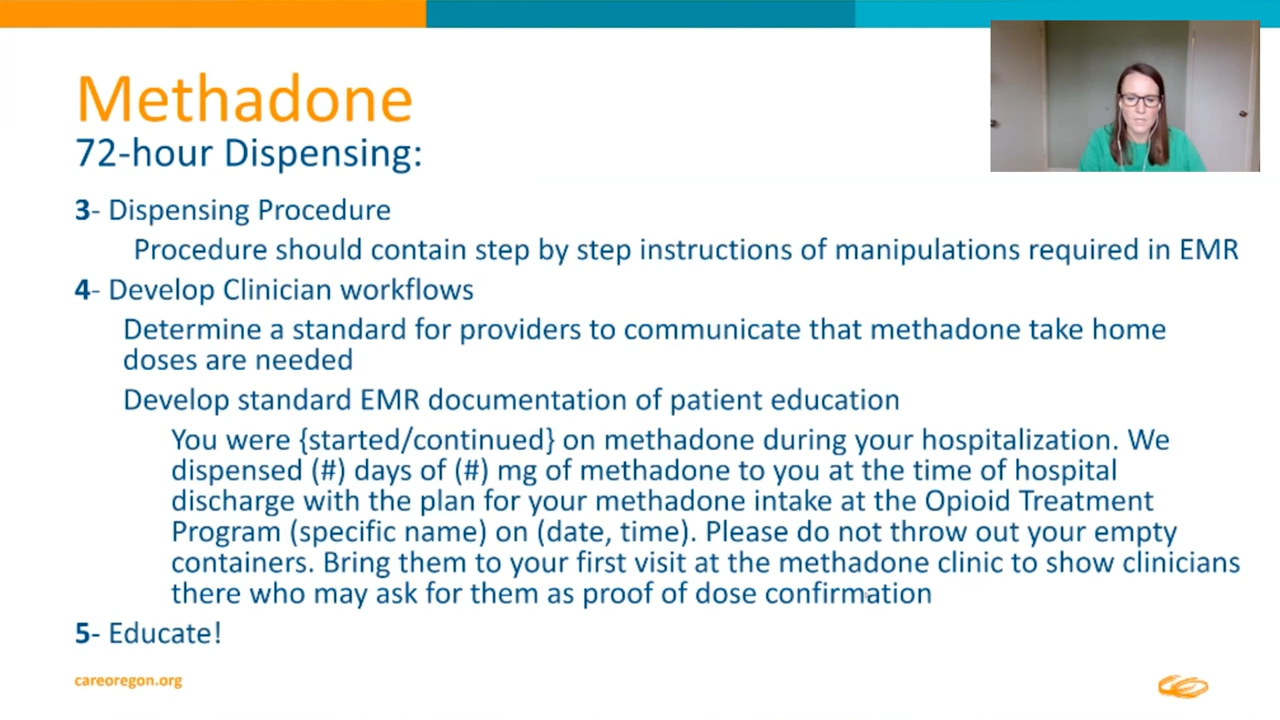 Methadone
72-hour Dispensing:
3- Dispensing Procedure
Procedure should contain step by step instructions of manipulations required in EMR
4- Develop Clinician workflows
Determine a standard for providers to communicate that methadone take home
doses are needed
Develop standard EMR documentation of patient education
You were {started/continued} on methadone during your hospitalization. We
dispensed (#) days of (#) mg of methadone to you at the time of hospital
discharge with the plan for your methadone intake at the Opioid Treatment
Program (specific name) on (date, time). Please do not throw out your empty
containers. Bring them to your first visit at the methadone clinic to show clinicians
there who may ask for them as proof of dose confirmation
5- Educate!
careoregon.org